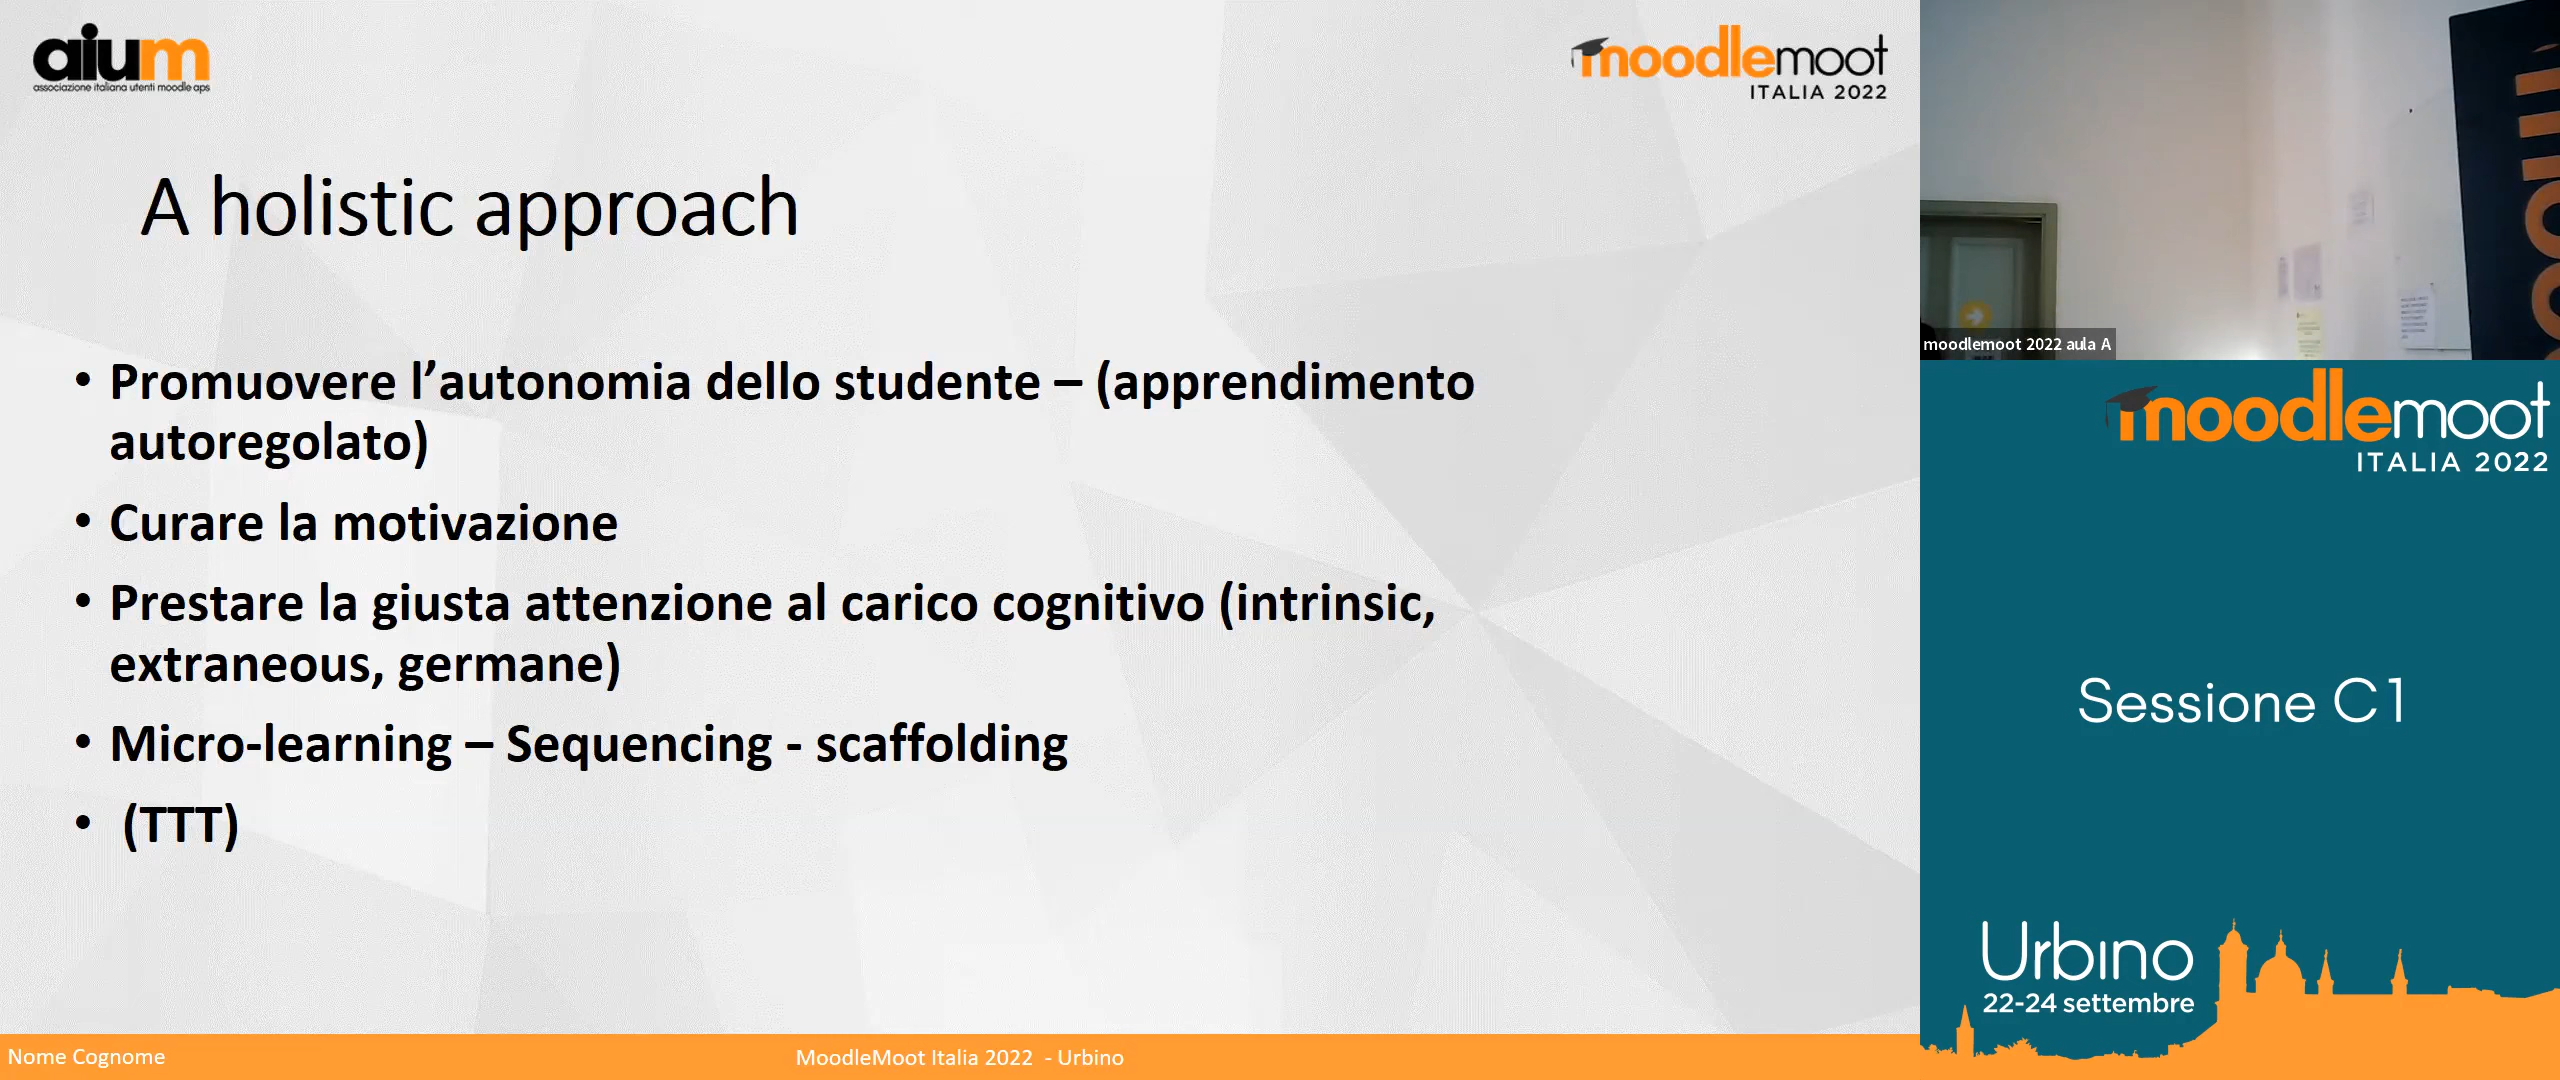 aium
associazione italiana utenti moodle aps
moodlemoot
ITALIA 2022
A holistic approach
• Promuovere l’autonomia dello studente – (apprendimento
autoregolato)
• Curare la motivazione
• Prestare la giusta attenzione al carico cognitivo (intrinsic,
extraneous, germane)
• Micro-learning – Sequencing - scaffolding
• (TTT)
Nome Cognome
MoodleMoot Italia 2022 - Urbino
moodlemoot 2022 aula A
moodlemoot
ITALIA 2022
Sessione C1
Urbino
22-24 settembre